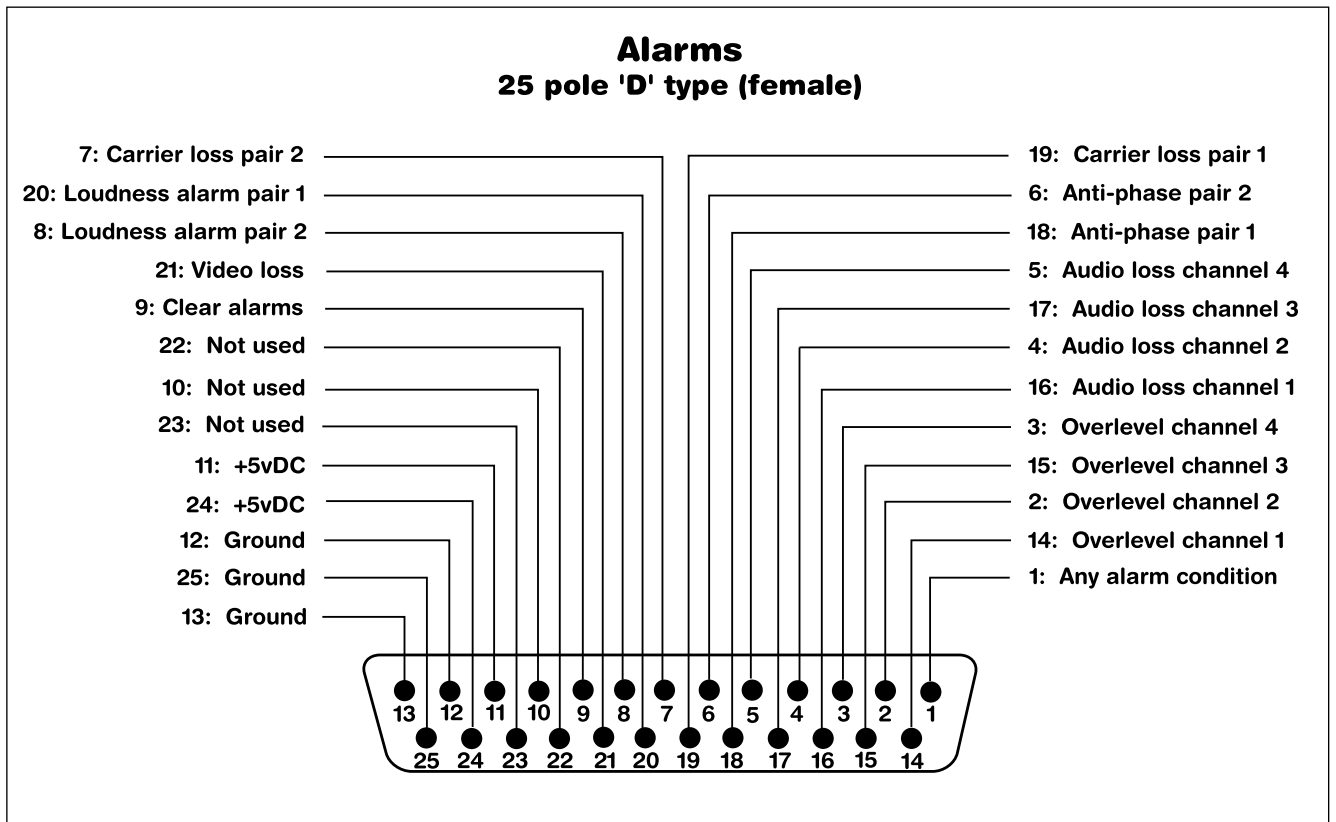 Alarms
25 pole 'D' type (female)
7: Carrier loss pair 2
20: Loudness alarm pair 1
8: Loudness alarm pair 2
21: Video loss
9: Clear alarms
22: Not used
10: Not used
23: Not used
11: +5vDC
24: +5vDC
12: Ground
25: Ground
13: Ground
19: Carrier loss pair 1
6: Anti-phase pair 2
18: Anti-phase pair 1
5: Audio loss channel 4
17: Audio loss channel 3
4: Audio loss channel 2
16: Audio loss channel 1
3: Overlevel channel 4
15: Overlevel channel 3
2: Overlevel channel 2
14: Overlevel channel 1
1: Any alarm condition
13 12 11 10 9 8 7 6 5 4 3 2 1
25 24 23 22 21 20 19 18 17 16 15 14